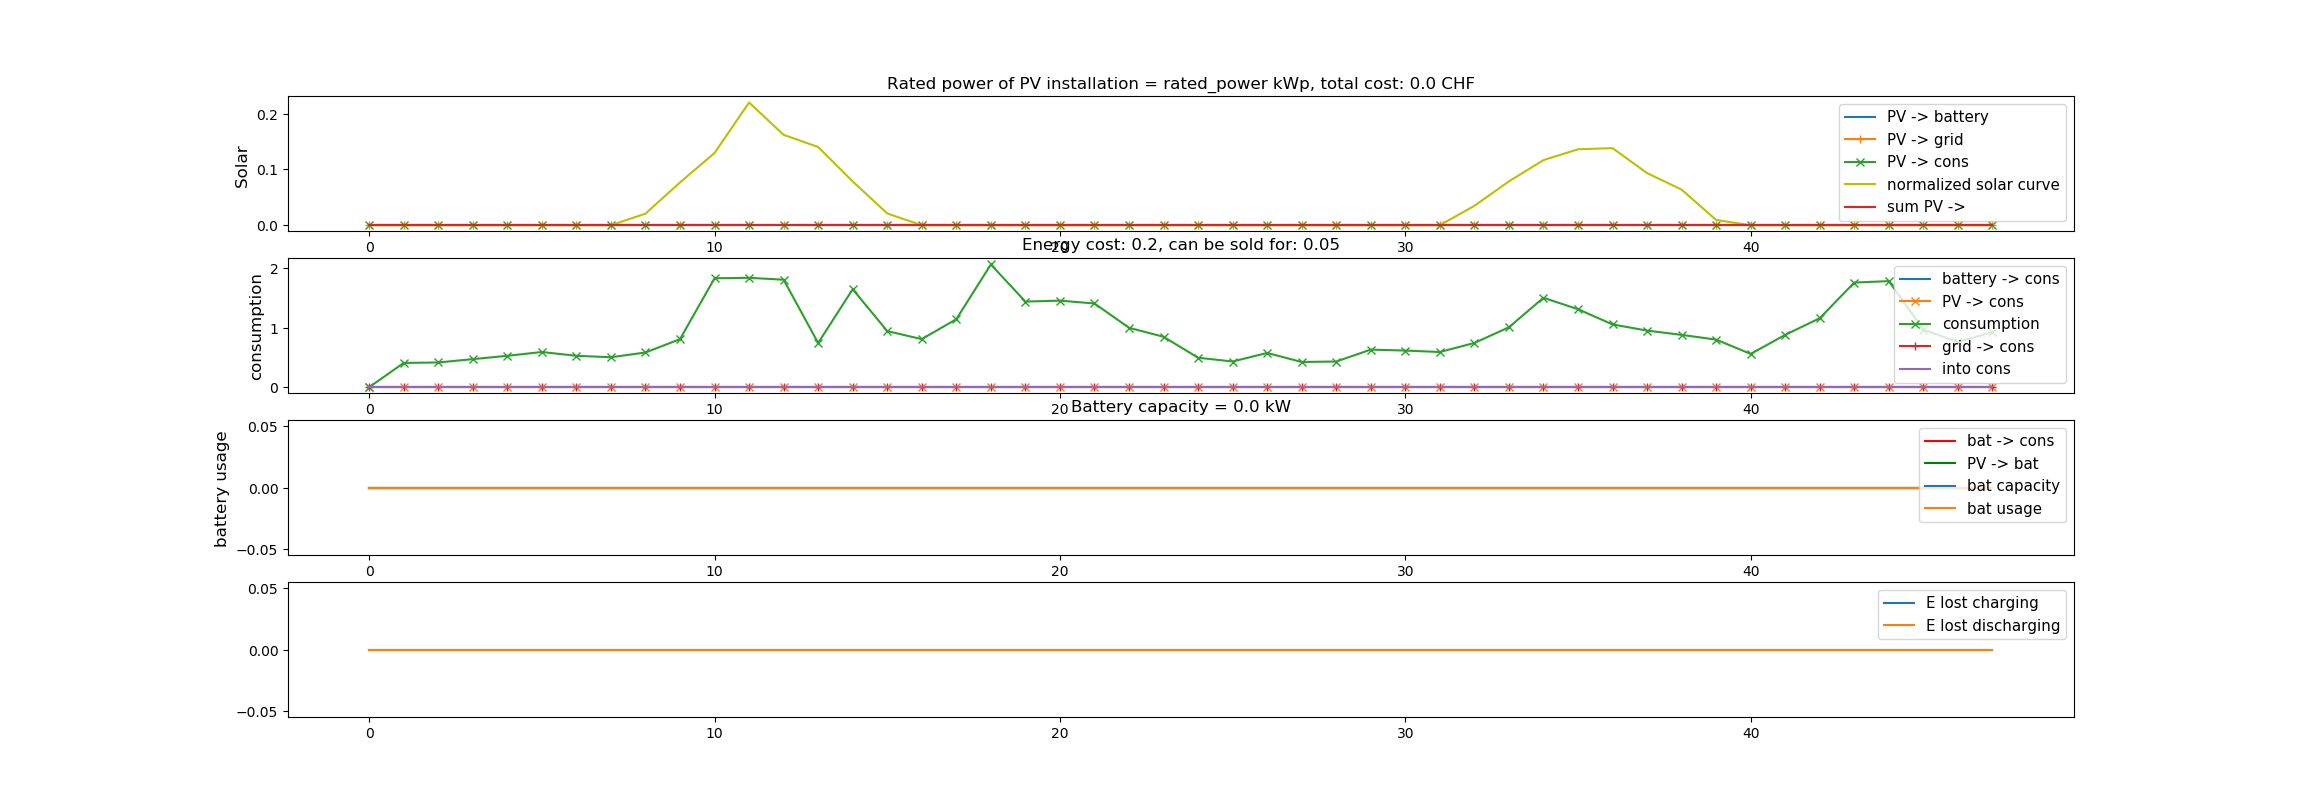 Rated power of PV installation = rated_power kWp, total cost: 0.0 CHF
Solar
0.2
0.1
0.0
PV -> battery
PV -> grid
PV -> cons
normalized solar curve
sum PV ->
0 10 20 30 40
Energy cost: 0.2, can be sold for: 0.05
consumption
2
1
0
battery -> cons
PV -> cons
consumption
grid -> cons
into cons
0 10 20 30 40
Battery capacity = 0.0 kW
battery usage
0.05
0.00
−0.05
bat -> cons
PV -> bat
bat capacity
bat usage
0 10 20 30 40
0.05
0.00
−0.05
E lost charging
E lost discharging
0 10 20 30 40